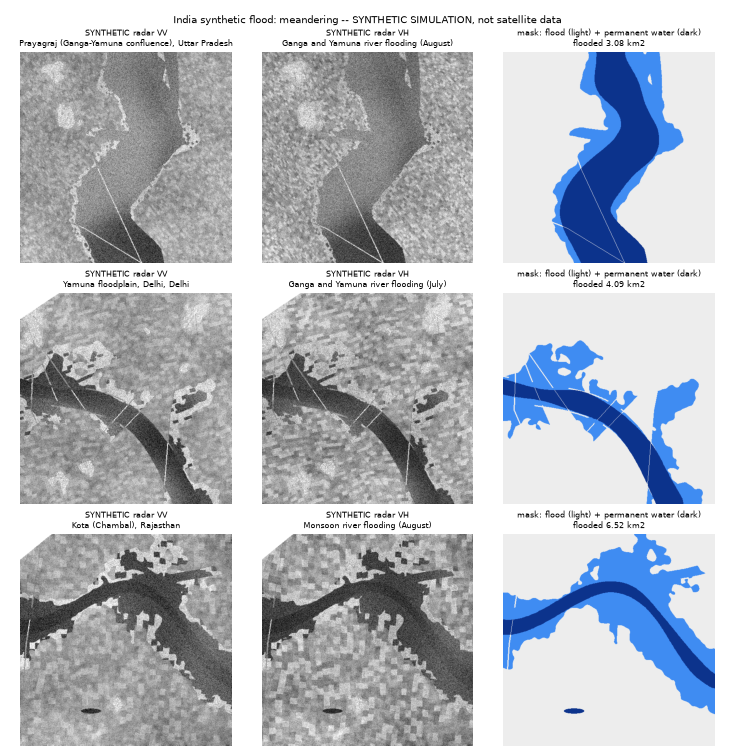 India synthetic flood: meandering -- SYNTHETIC SIMULATION, not satellite data
SYNTHETIC radar VV
Prayagraj (Ganga-Yamuna confluence), Uttar Pradesh
SYNTHETIC radar VH
Ganga and Yamuna river flooding (August)
mask: flood (light) + permanent water (dark)
flooded 3.08 km2
SYNTHETIC radar VV
Yamuna floodplain, Delhi, Delhi
SYNTHETIC radar VH
Ganga and Yamuna river flooding (July)
mask: flood (light) + permanent water (dark)
flooded 4.09 km2
SYNTHETIC radar VV
Kota (Chambal), Rajasthan
SYNTHETIC radar VH
Monsoon river flooding (August)
mask: flood (light) + permanent water (dark)
flooded 6.52 km2